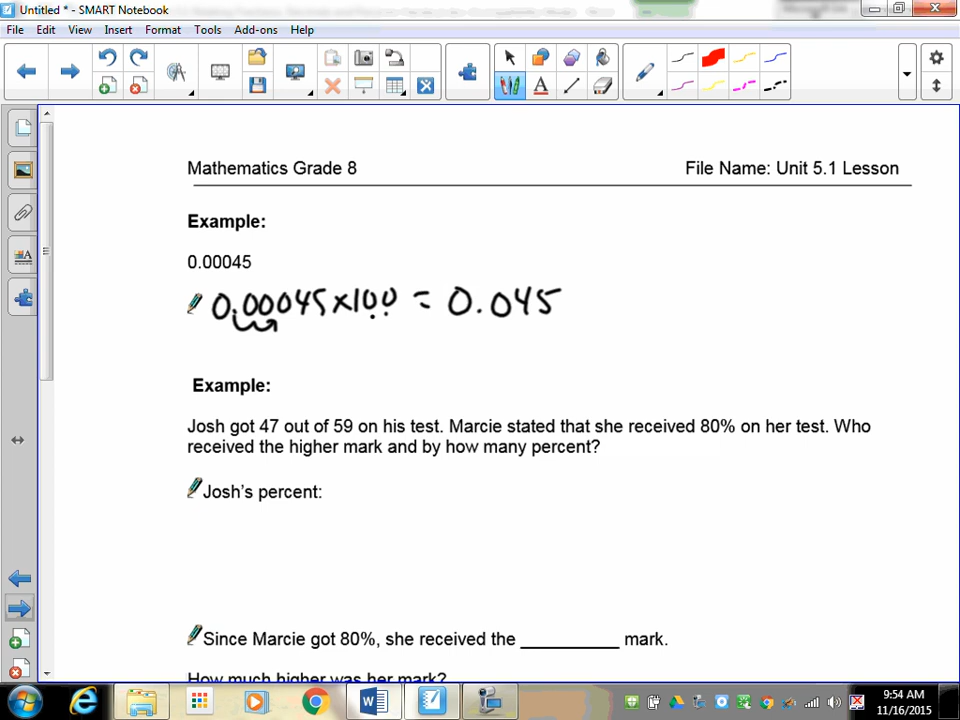 Untitled * - SMART Notebook
File Edit View Insert Format Tools Add-ons Help
Mathematics Grade 8 File Name: Unit 5.1 Lesson
Example:
0.00045
0.00045×100 = 0.045
Example:
Josh got 47 out of 59 on his test. Marcie stated that she received 80% on her test. Who
received the higher mark and by how many percent?
Josh's percent:
Since Marcie got 80%, she received the __________ mark.
How much higher was her mark?
9:54 AM
11/16/2015